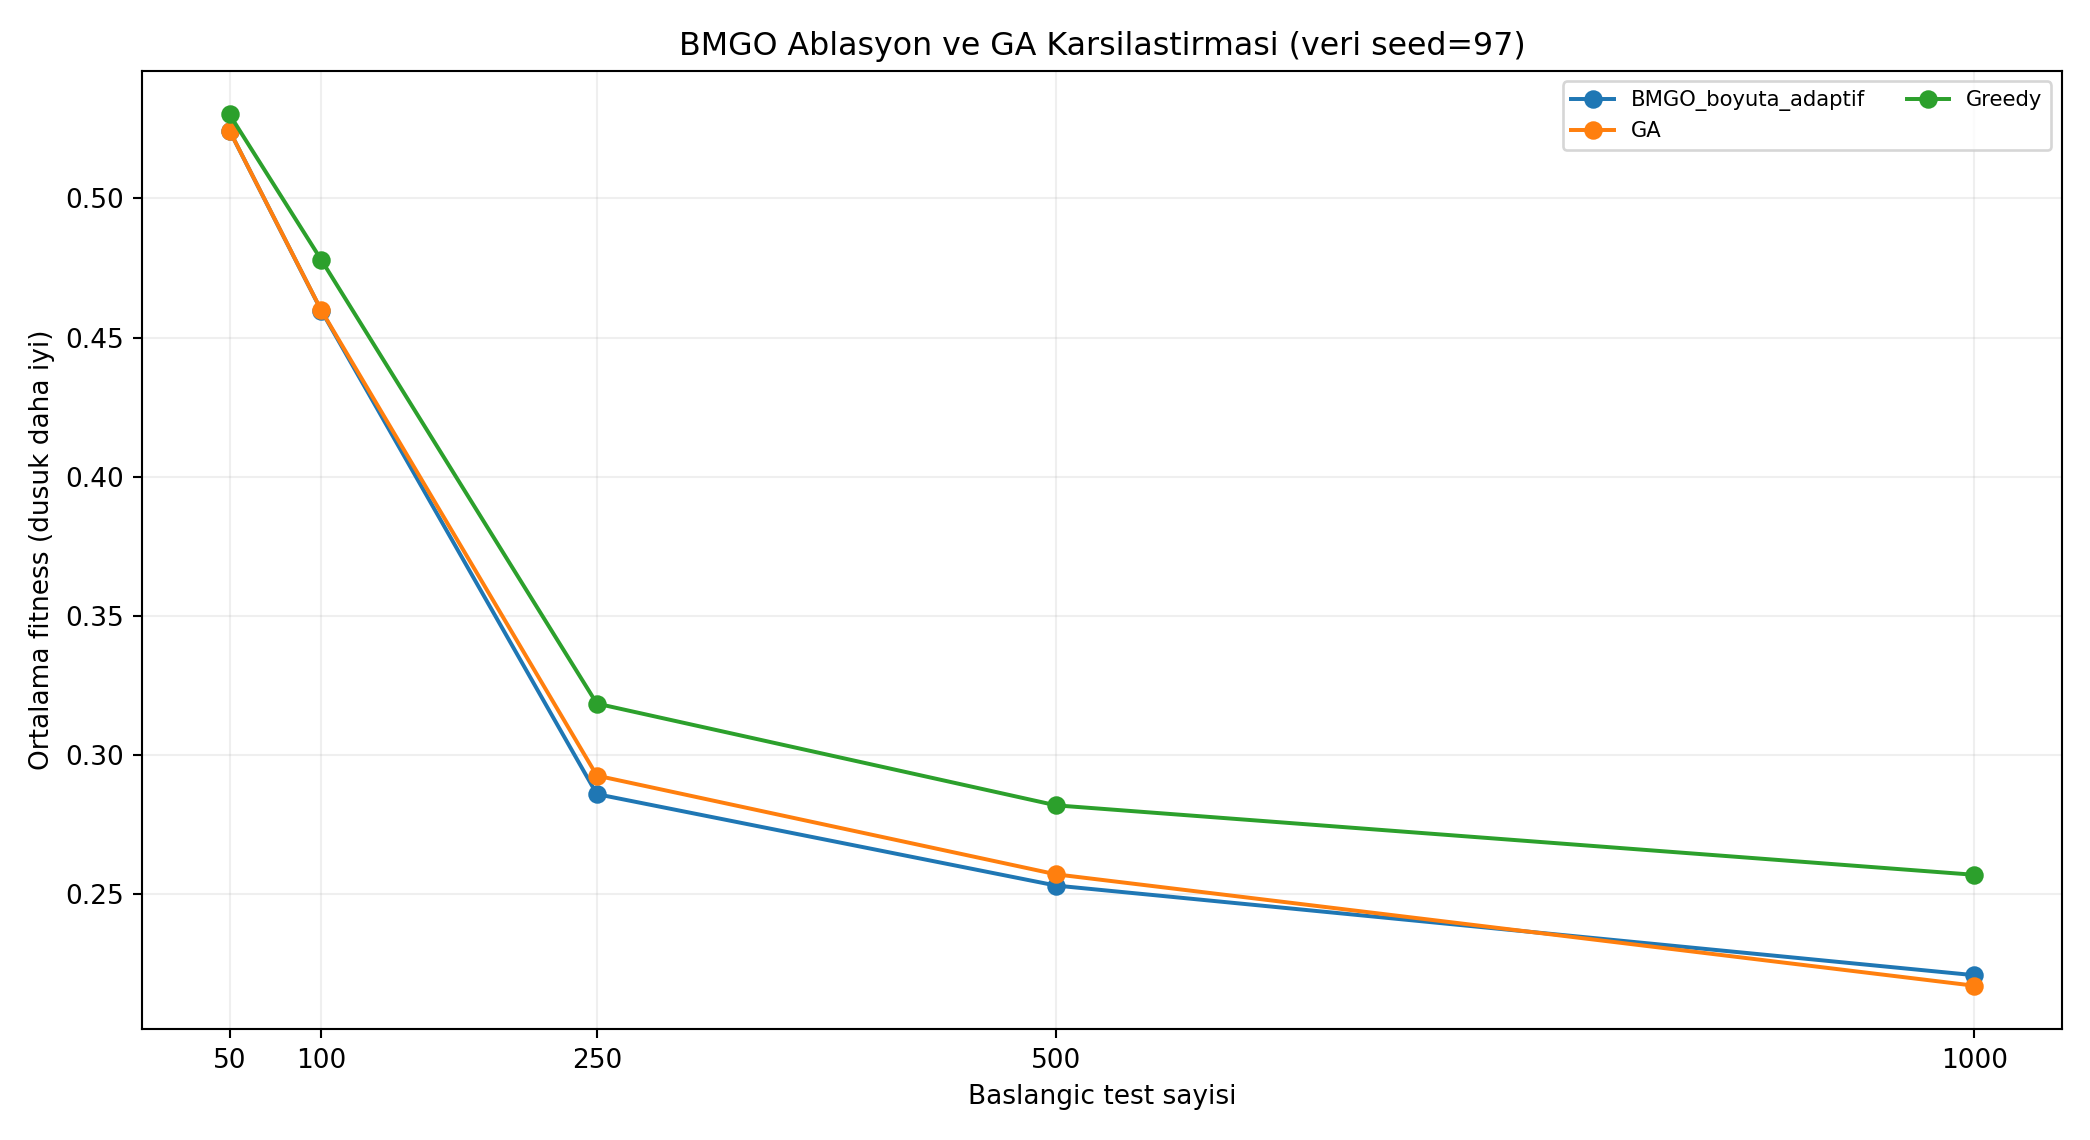 BMGO Ablasyon ve GA Karsilastirmasi (veri seed=97)
BMGO_boyuta_adaptif
GA
Greedy
Ortalama fitness (dusuk daha iyi)
0.50
0.45
0.40
0.35
0.30
0.25
50 100 250 500 1000
Baslangic test sayisi